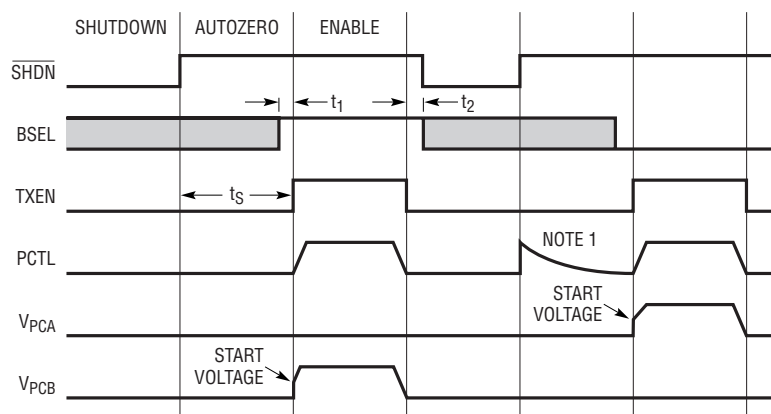 SHUTDOWN AUTOZERO ENABLE
SHDN
t1 t2
BSEL
TXEN
tS
PCTL
NOTE 1
VPCA
START
VOLTAGE
VPCB
START
VOLTAGE